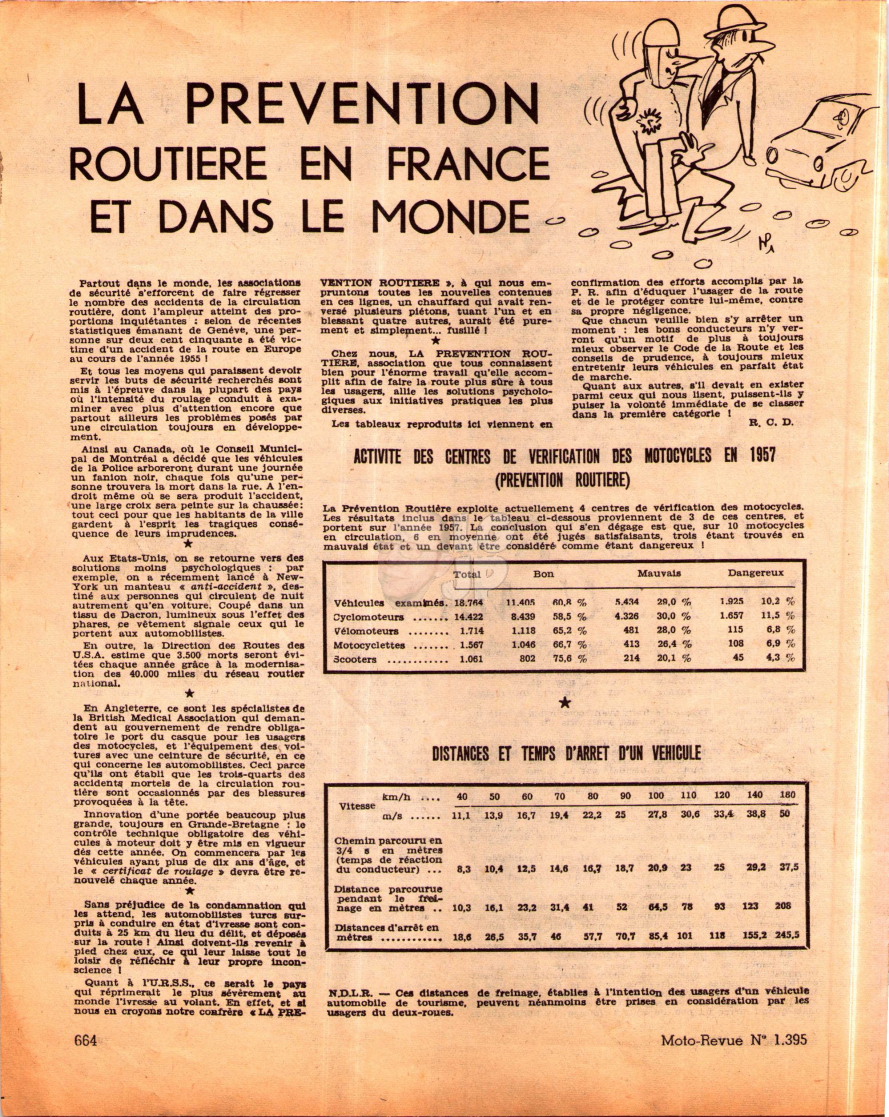 LA PREVENTION
ROUTIERE EN FRANCE
ET DANS LE MONDE
Partout dans le monde, les associations
de sécurité s'efforcent de faire régresser
le nombre des accidents de la circulation
routière, dont l'ampleur atteint des pro-
portions inquiétantes : selon de récentes
statistiques émanant de Genève, une per-
sonne sur deux cent cinquante a été vic-
time d'un accident de la route en Europe
au cours de l'année 1955 !
Et tous les moyens qui paraissent devoir
servir les buts de sécurité recherchés sont
mis à l'épreuve dans la plupart des pays
où l'intensité du roulage conduit à exa-
miner avec plus d'attention encore que
partout ailleurs les problèmes posés par
une circulation toujours en développe-
ment.
Ainsi au Canada, où le Conseil Munici-
pal de Montréal a décidé que les véhicules
de la Police arboreront durant une journée
un fanion noir, chaque fois qu'une per-
sonne trouvera la mort dans la rue. A l'en-
droit même où se sera produit l'accident,
une large croix sera peinte sur la chaussée:
tout ceci pour que les habitants de la ville
gardent à l'esprit les tragiques consé-
quence de leurs imprudences.
★
Aux Etats-Unis, on se retourne vers des
solutions moins psychologiques : par
exemple, on a récemment lancé à New-
York un manteau « anti-accident », des-
tiné aux personnes qui circulent de nuit
autrement qu'en voiture. Coupé dans un
tissu de Dacron, lumineux sous l'effet des
phares, ce vêtement signale ceux qui le
portent aux automobilistes.
En outre, la Direction des Routes des
U.S.A. estime que 3.500 morts seront évi-
tées chaque année grâce à la modernisa-
tion des 40.000 miles du réseau routier
national.
★
En Angleterre, ce sont les spécialistes de
la British Medical Association qui deman-
dent au gouvernement de rendre obliga-
toire le port du casque pour les usagers
des motocycles, et l'équipement des voi-
tures avec une ceinture de sécurité, en ce
qui concerne les automobilistes. Ceci parce
qu'ils ont établi que les trois-quarts des
accidents mortels de la circulation rou-
tière sont occasionnés par des blessures
provoquées à la tête.
Innovation d'une portée beaucoup plus
grande, toujours en Grande-Bretagne : le
contrôle technique obligatoire des véhi-
cules à moteur doit y être mis en vigueur
dés cette année. On commencera par les
véhicules ayant plus de dix ans d'âge, et
le « certificat de roulage » devra être re-
nouvelé chaque année.
★
Sans préjudice de la condamnation qui
les attend, les automobilistes turcs sur-
pris à conduire en état d'ivresse sont con-
duits à 25 km du lieu du délit, et déposés
sur la route ! Ainsi doivent-ils revenir à
pied chez eux, ce qui leur laisse tout le
loisir de réfléchir à leur propre incon-
science !
Quant à l'U.R.S.S., ce serait le pays
qui réprimerait le plus sévèrement au
monde l'ivresse au volant. En effet, et si
nous en croyons notre confrère « LA PRE-
VENTION ROUTIERE », à qui nous em-
pruntons toutes les nouvelles contenues
en ces lignes, un chauffard qui avait ren-
versé plusieurs piétons, tuant l'un et en
blessant quatre autres, aurait été pure-
ment et simplement... fusillé !
★
Chez nous, LA PREVENTION ROU-
TIERE, association que tous connaissent
bien pour l'énorme travail qu'elle accom-
plit afin de faire la route plus sûre à tous
les usagers, allie les solutions psycholo-
giques aux initiatives pratiques les plus
diverses.
Les tableaux reproduits ici viennent en
confirmation des efforts accomplis par la
P. R. afin d'éduquer l'usager de la route
et de le protéger contre lui-même, contre
sa propre négligence.
Que chacun veuille bien s'y arrêter un
moment : les bons conducteurs n'y ver-
ront qu'un motif de plus à toujours
mieux observer le Code de la Route et les
conseils de prudence, à toujours mieux
entretenir leurs véhicules en parfait état
de marche.
Quant aux autres, s'il devait en exister
parmi ceux qui nous lisent, puissent-ils y
puiser la volonté immédiate de se classer
dans la première catégorie !
R. C. D.
ACTIVITE DES CENTRES DE VERIFICATION DES MOTOCYCLES EN 1957
(PREVENTION ROUTIERE)
La Prévention Routière exploite actuellement 4 centres de vérification des motocycles.
Les résultats inclus dans le tableau ci-dessous proviennent de 3 de ces centres, et
portent sur l'année 1957. La conclusion qui s'en dégage est que, sur 10 motocycles
en circulation, 6 en moyenne ont été jugés satisfaisants, trois étant trouvés en
mauvais état et un devant être considéré comme étant dangereux !
Total Bon Mauvais Dangereux
Véhicules examinés. 18.764 11.405 60,8 % 5.434 29,0 % 1.925 10,2 %
Cyclomoteurs ....... 14.422 8.439 58,5 % 4.326 30,0 % 1.657 11,5 %
Vélomoteurs ........ 1.714 1.118 65,2 % 481 28,0 % 115 6,8 %
Motocyclettes ....... 1.567 1.046 66,7 % 413 26,4 % 108 6,9 %
Scooters ............ 1.061 802 75,6 % 214 20,1 % 45 4,3 %
★
DISTANCES ET TEMPS D'ARRET D'UN VEHICULE
Vitesse km/h .... 40 50 60 70 80 90 100 110 120 140 180
m/s ...... 11,1 13,9 16,7 19,4 22,2 25 27,8 30,6 33,4 38,8 50
Chemin parcouru en
3/4 s en mètres
(temps de réaction
du conducteur) ... 8,3 10,4 12,5 14,6 16,7 18,7 20,9 23 25 29,2 37,5
Distance parcourue
pendant le frei-
nage en mètres .. 10,3 16,1 23,2 31,4 41 52 64,5 78 93 123 208
Distances d'arrêt en
mètres ............ 18,6 26,5 35,7 46 57,7 70,7 85,4 101 118 155,2 245,5
N.D.L.R. — Ces distances de freinage, établies à l'intention des usagers d'un véhicule
automobile de tourisme, peuvent néanmoins être prises en considération par les
usagers du deux-roues.
664
Moto-Revue N° 1.395